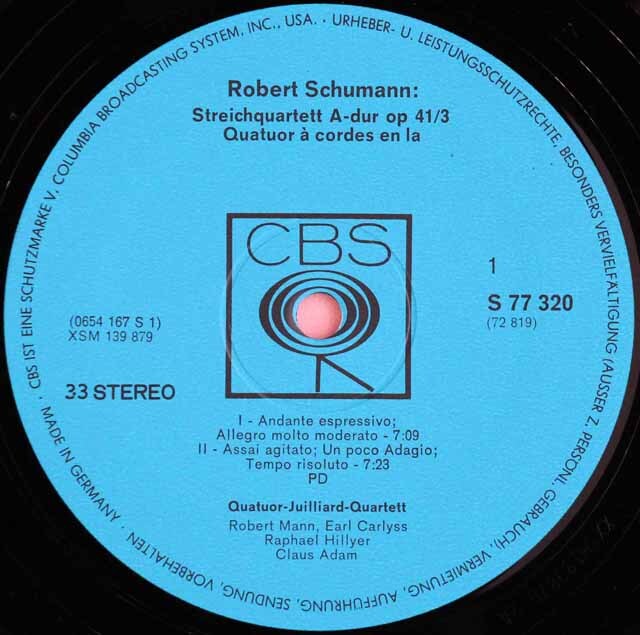 CBS IST EINE SCHUTZMARKE V. COLUMBIA BROADCASTING SYSTEM, INC., USA. · URHEBER- U. LEISTUNGSSCHUTZRECHTE, BESONDERS VERVIELFÄLTIGUNG (AUSSER Z. PERSÖNL. GEBRAUCH), VERMIETUNG, AUFFÜHRUNG, SENDUNG, VORBEHALTEN · MADE IN GERMANY ·
Robert Schumann:
Streichquartett A-dur op 41/3
Quatuor à cordes en la
CBS
1
S 77 320
(72 819)
(0654 167 S 1)
XSM 139 879
33 STEREO
I - Andante espressivo;
Allegro molto moderato - 7:09
II - Assai agitato; Un poco Adagio;
Tempo risoluto - 7:23
PD
Quatuor-Juilliard-Quartett
Robert Mann, Earl Carlyss
Raphael Hillyer
Claus Adam